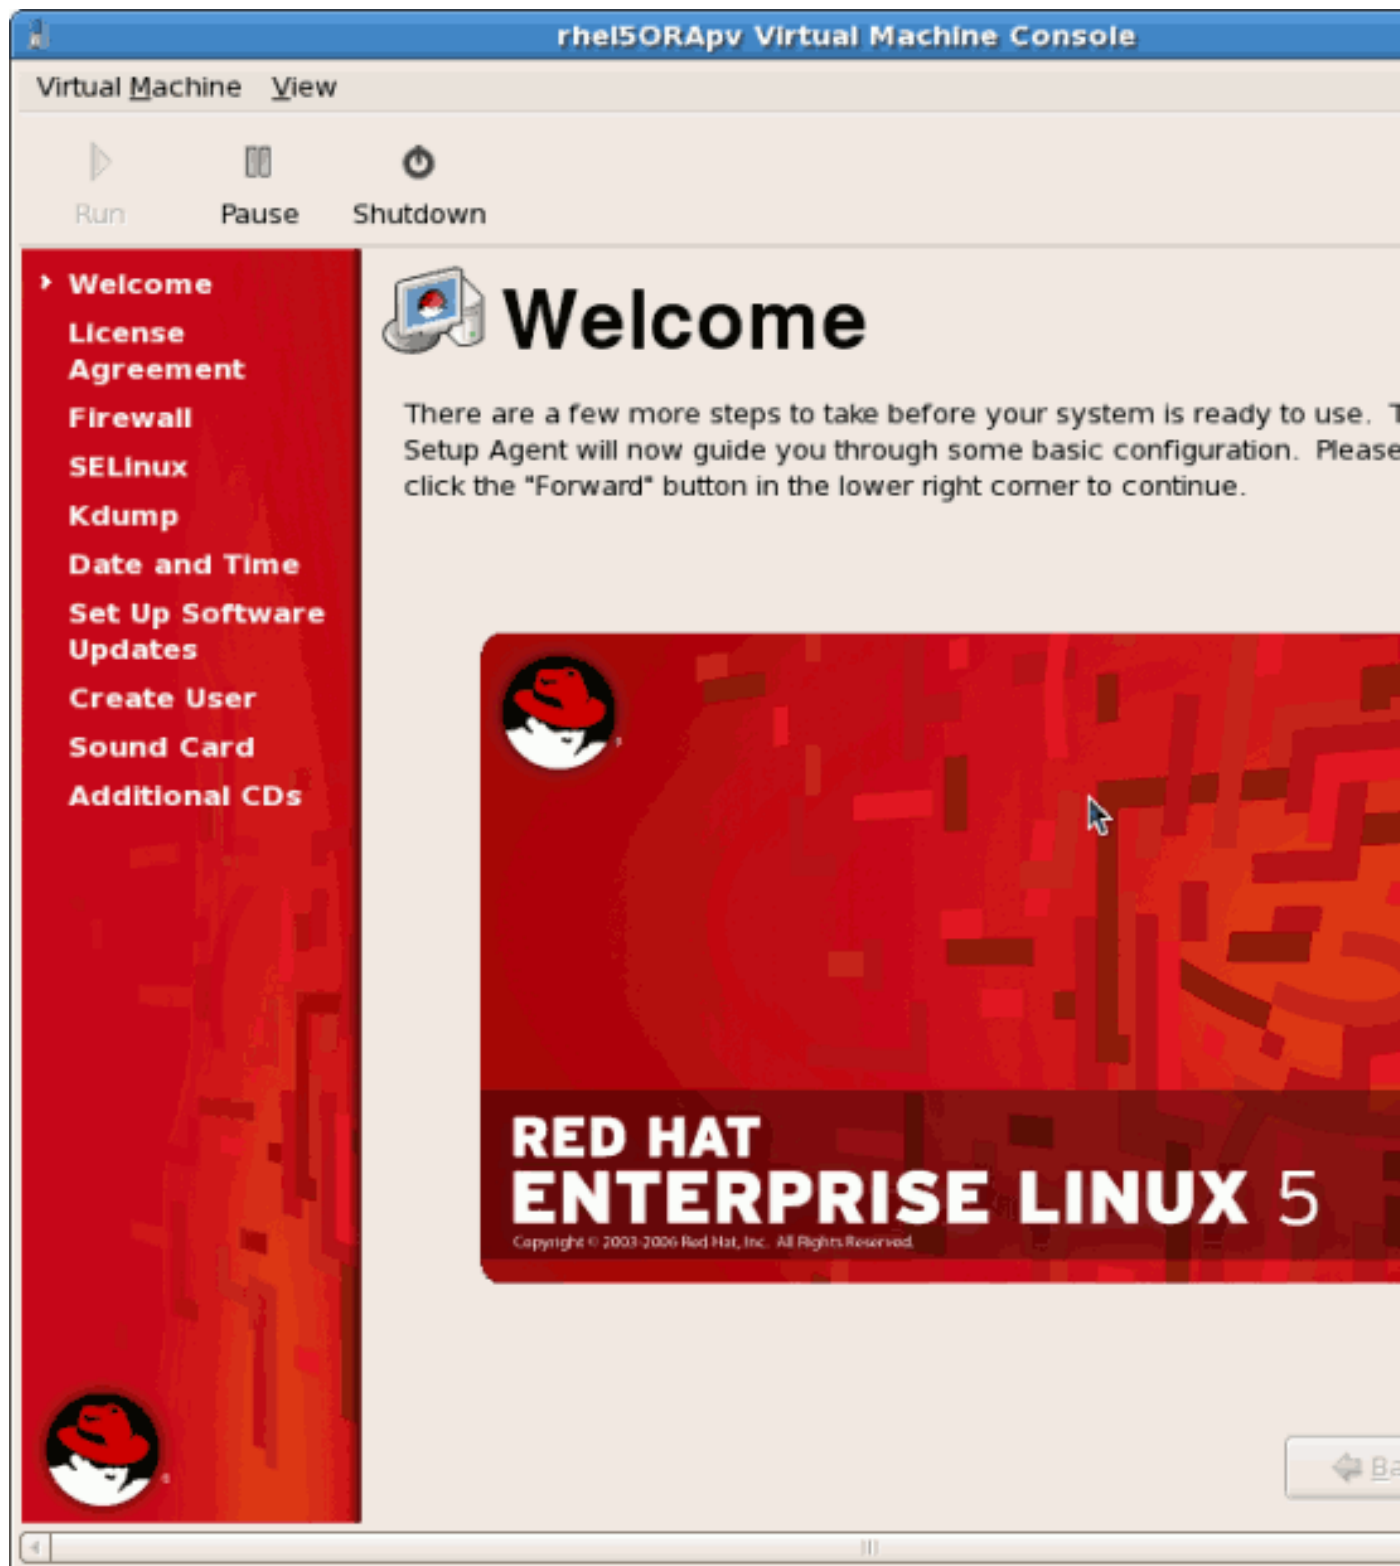 rhel5ORApv Virtual Machine Console
Virtual Machine View
Run Pause Shutdown
Welcome
License
Agreement
Firewall
SELinux
Kdump
Date and Time
Set Up Software
Updates
Create User
Sound Card
Additional CDs
Welcome
There are a few more steps to take before your system is ready to use.
Setup Agent will now guide you through some basic configuration. Please
click the "Forward" button in the lower right corner to continue.
RED HAT
ENTERPRISE LINUX 5
Copyright © 2003-2006 Red Hat, Inc. All Rights Reserved.